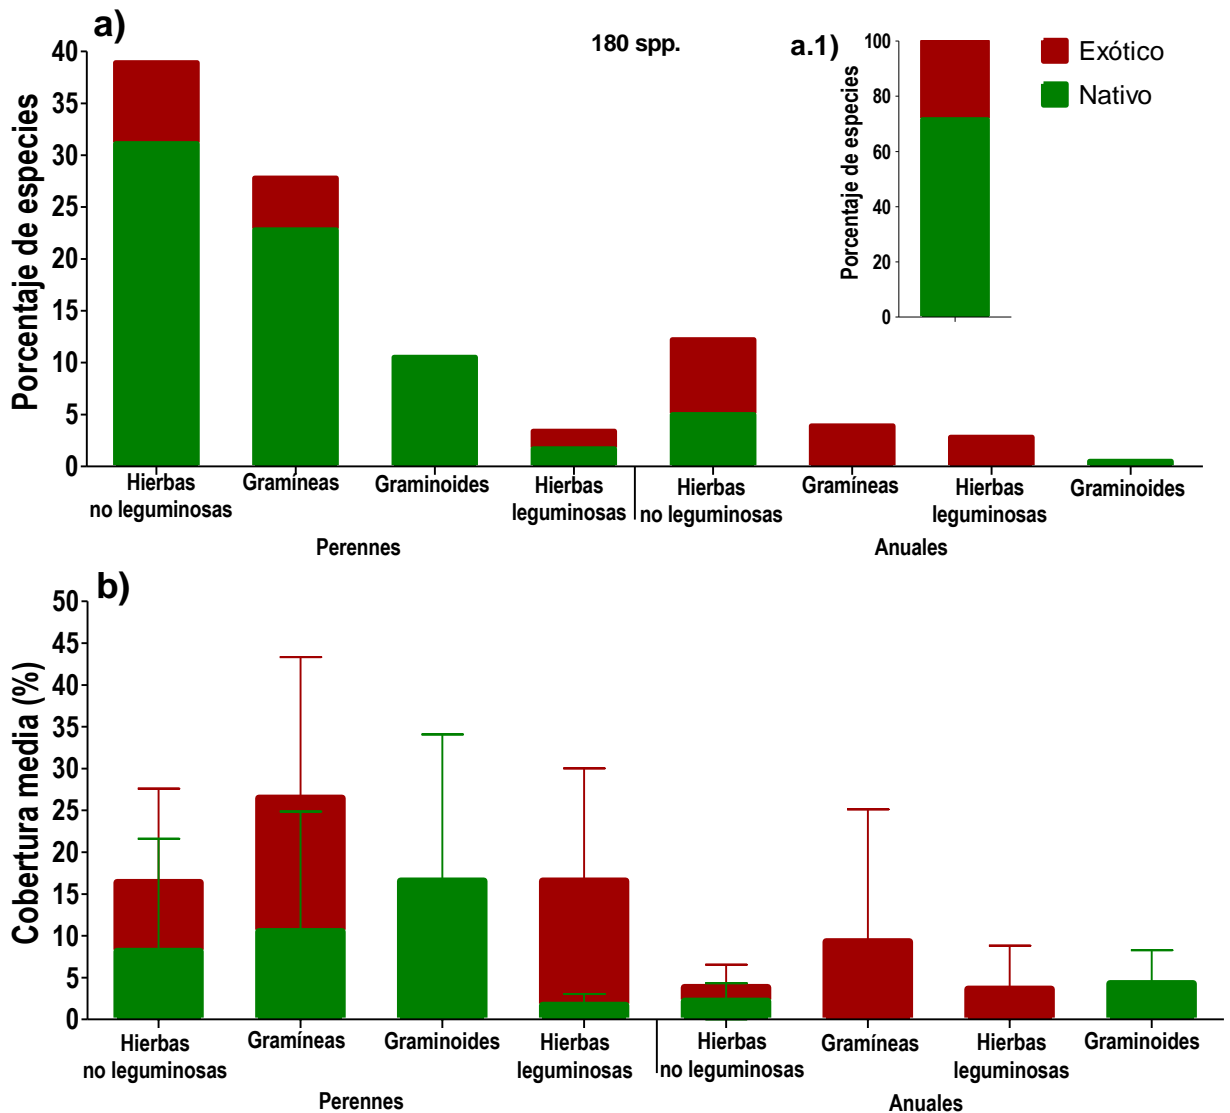 a)
180 spp.
a.1)
Exótico
Nativo
Porcentaje de especies
40
35
30
25
20
15
10
5
0
Porcentaje de especies
100
80
60
40
20
0
Hierbas
no leguminosas
Gramíneas
Graminoides
Hierbas
leguminosas
Hierbas
no leguminosas
Gramíneas
Hierbas
leguminosas
Graminoides
Perennes
Anuales
b)
Cobertura media (%)
50
45
40
35
30
25
20
15
10
5
0
Hierbas
no leguminosas
Gramíneas
Graminoides
Hierbas
leguminosas
Hierbas
no leguminosas
Gramíneas
Hierbas
leguminosas
Graminoides
Perennes
Anuales